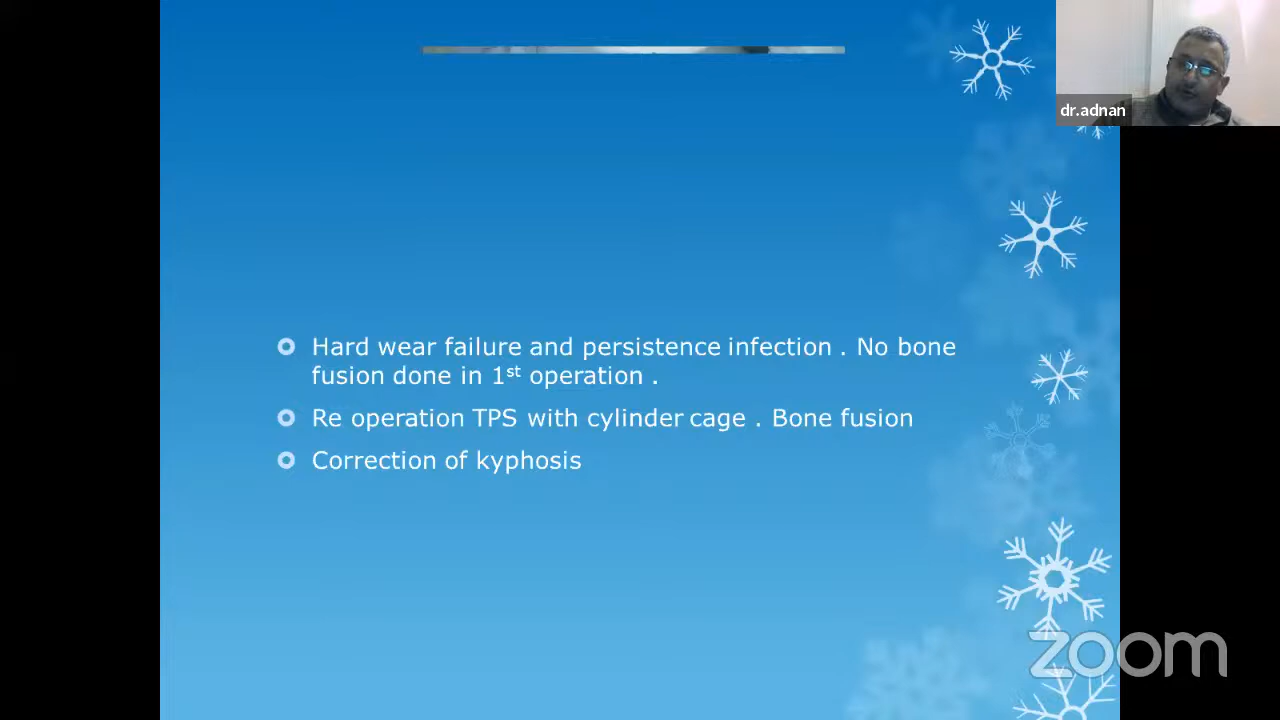 dr.adnan
Hard wear failure and persistence infection . No bone
fusion done in 1st operation .
Re operation TPS with cylinder cage . Bone fusion
Correction of kyphosis
zoom